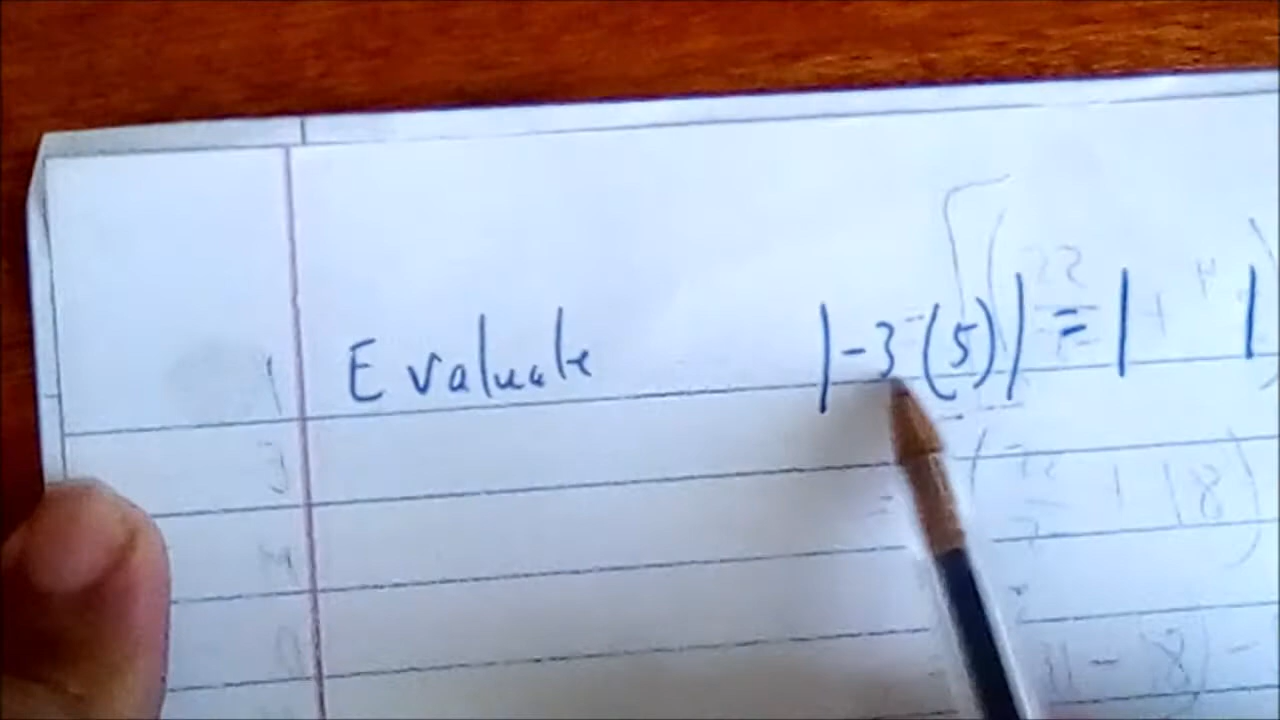 Evaluate |-3(5)| = | |